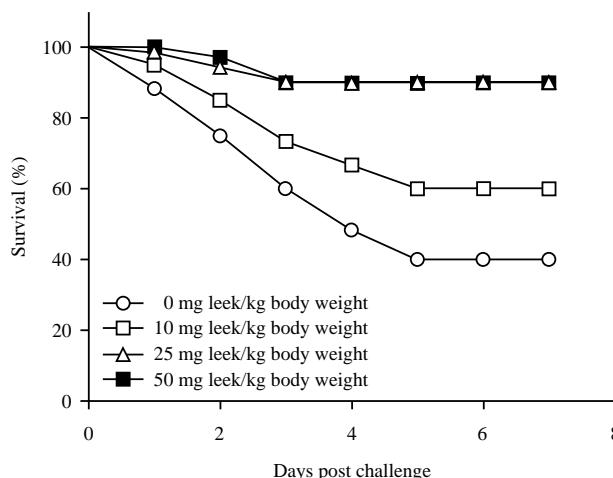 100
80
60
40
20
0
Survival (%)
0 mg leek/kg body weight
10 mg leek/kg body weight
25 mg leek/kg body weight
50 mg leek/kg body weight
0 2 4 6 8
Days post challenge